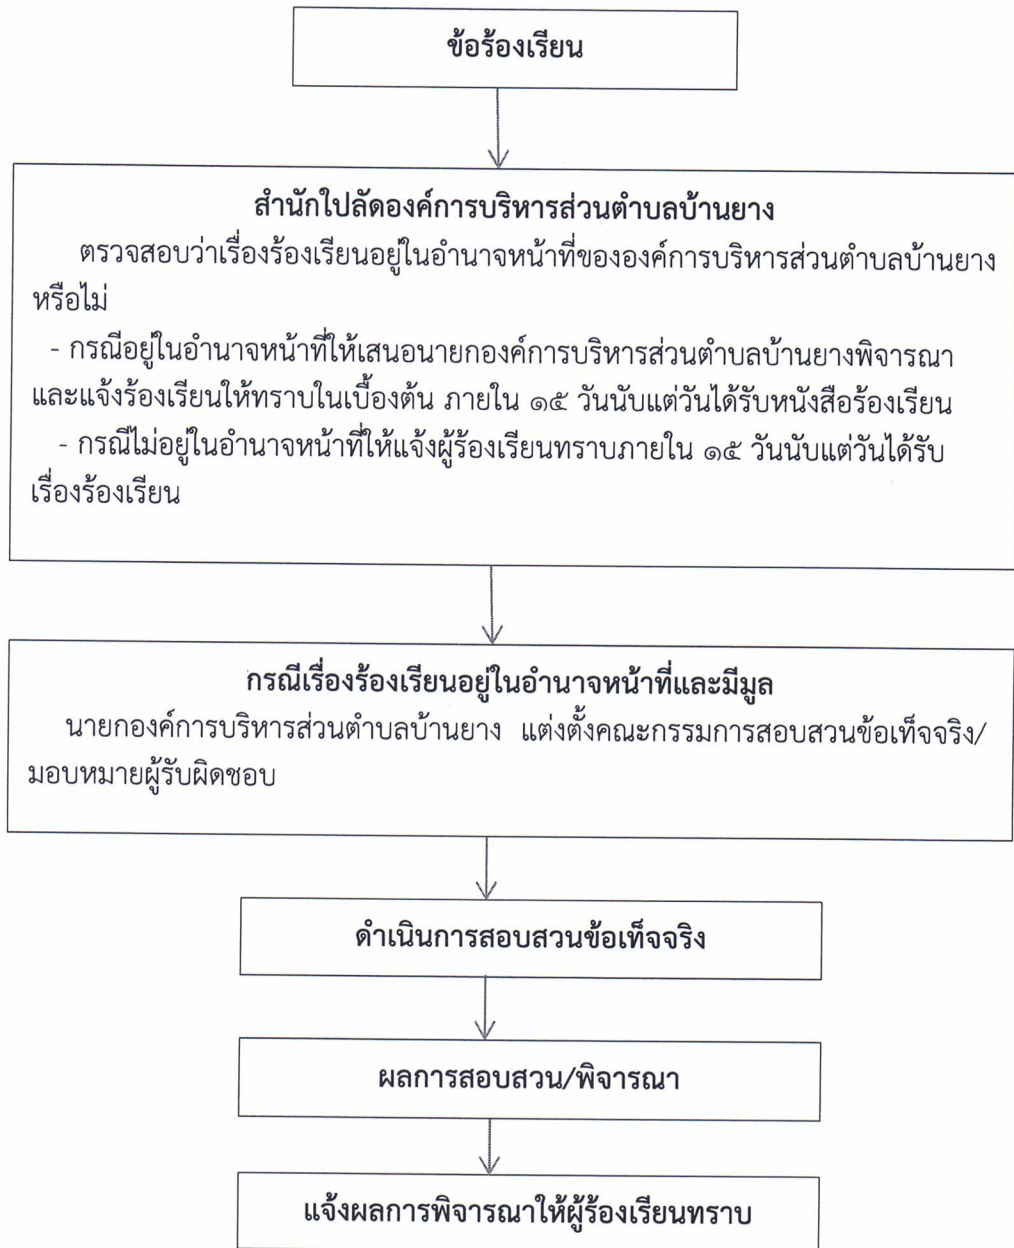 ข้อร้องเรียน
สำนักใปลัดองค์การบริหารส่วนตำบลบ้านยาง
ตรวจสอบว่าเรื่องร้องเรียนอยู่ในอำนาจหน้าที่ขององค์การบริหารส่วนตำบลบ้านยาง
หรือไม่
- กรณีอยู่ในอำนาจหน้าที่ให้เสนอนายกองค์การบริหารส่วนตำบลบ้านยางพิจารณา
และแจ้งร้องเรียนให้ทราบในเบื้องต้น ภายใน ๑๕ วันนับแต่วันได้รับหนังสือร้องเรียน
- กรณีไม่อยู่ในอำนาจหน้าที่ให้แจ้งผู้ร้องเรียนทราบภายใน ๑๕ วันนับแต่วันได้รับ
เรื่องร้องเรียน
กรณีเรื่องร้องเรียนอยู่ในอำนาจหน้าที่และมีมูล
นายกองค์การบริหารส่วนตำบลบ้านยาง แต่งตั้งคณะกรรมการสอบสวนข้อเท็จจริง/
มอบหมายผู้รับผิดชอบ
ดำเนินการสอบสวนข้อเท็จจริง
ผลการสอบสวน/พิจารณา
แจ้งผลการพิจารณาให้ผู้ร้องเรียนทราบ